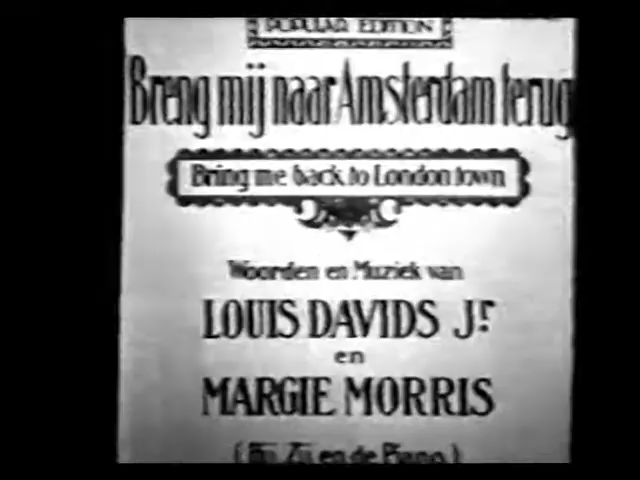 POPULAR EDITION
Breng mij naar Amsterdam terug
Bring me back to London town
Woorden en Muziek van
LOUIS DAVIDS Jr.
en
MARGIE MORRIS
(Hij, Zij en de Piano)